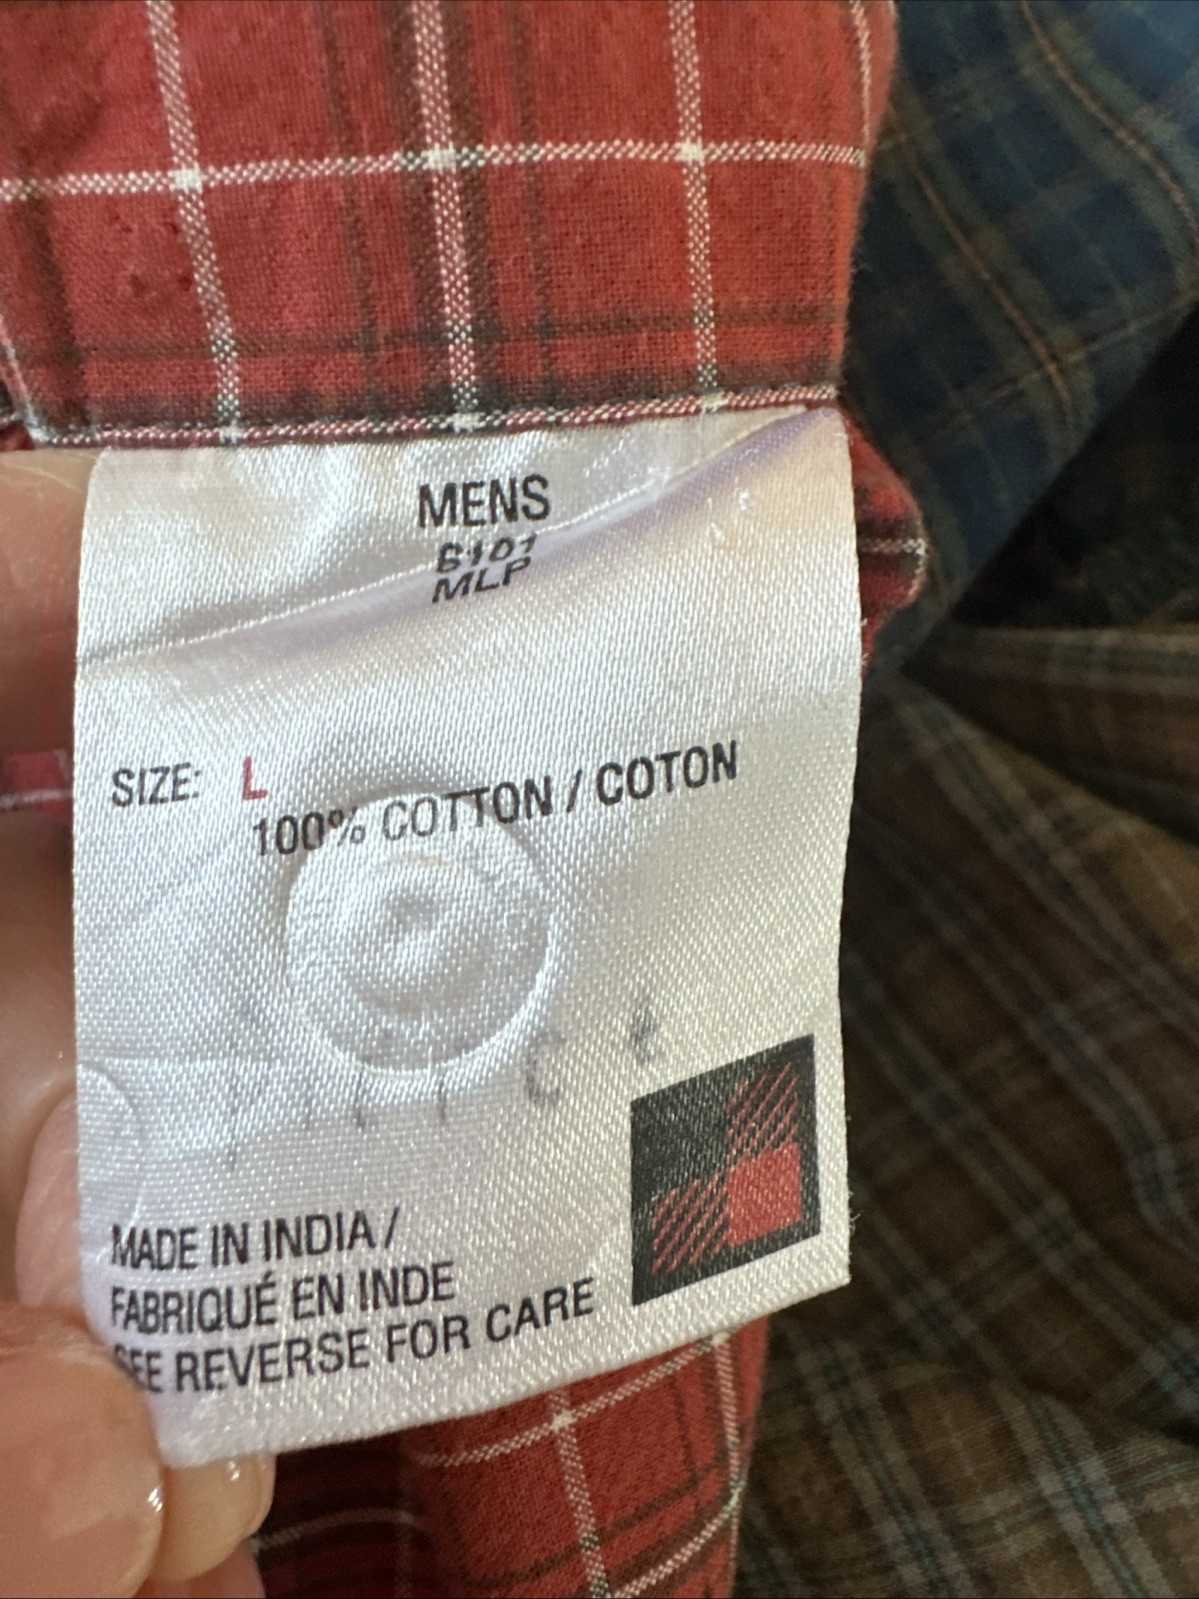 MENS
6101
MLP
SIZE: L
100% COTTON / COTON
MADE IN INDIA /
FABRIQUÉ EN INDE
SEE REVERSE FOR CARE